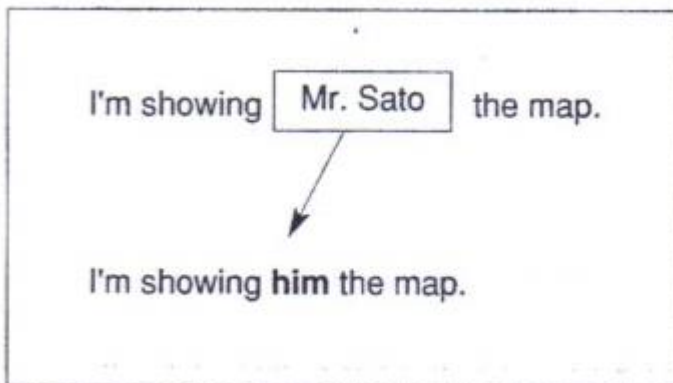 I'm showing Mr. Sato the map.
I'm showing him the map.